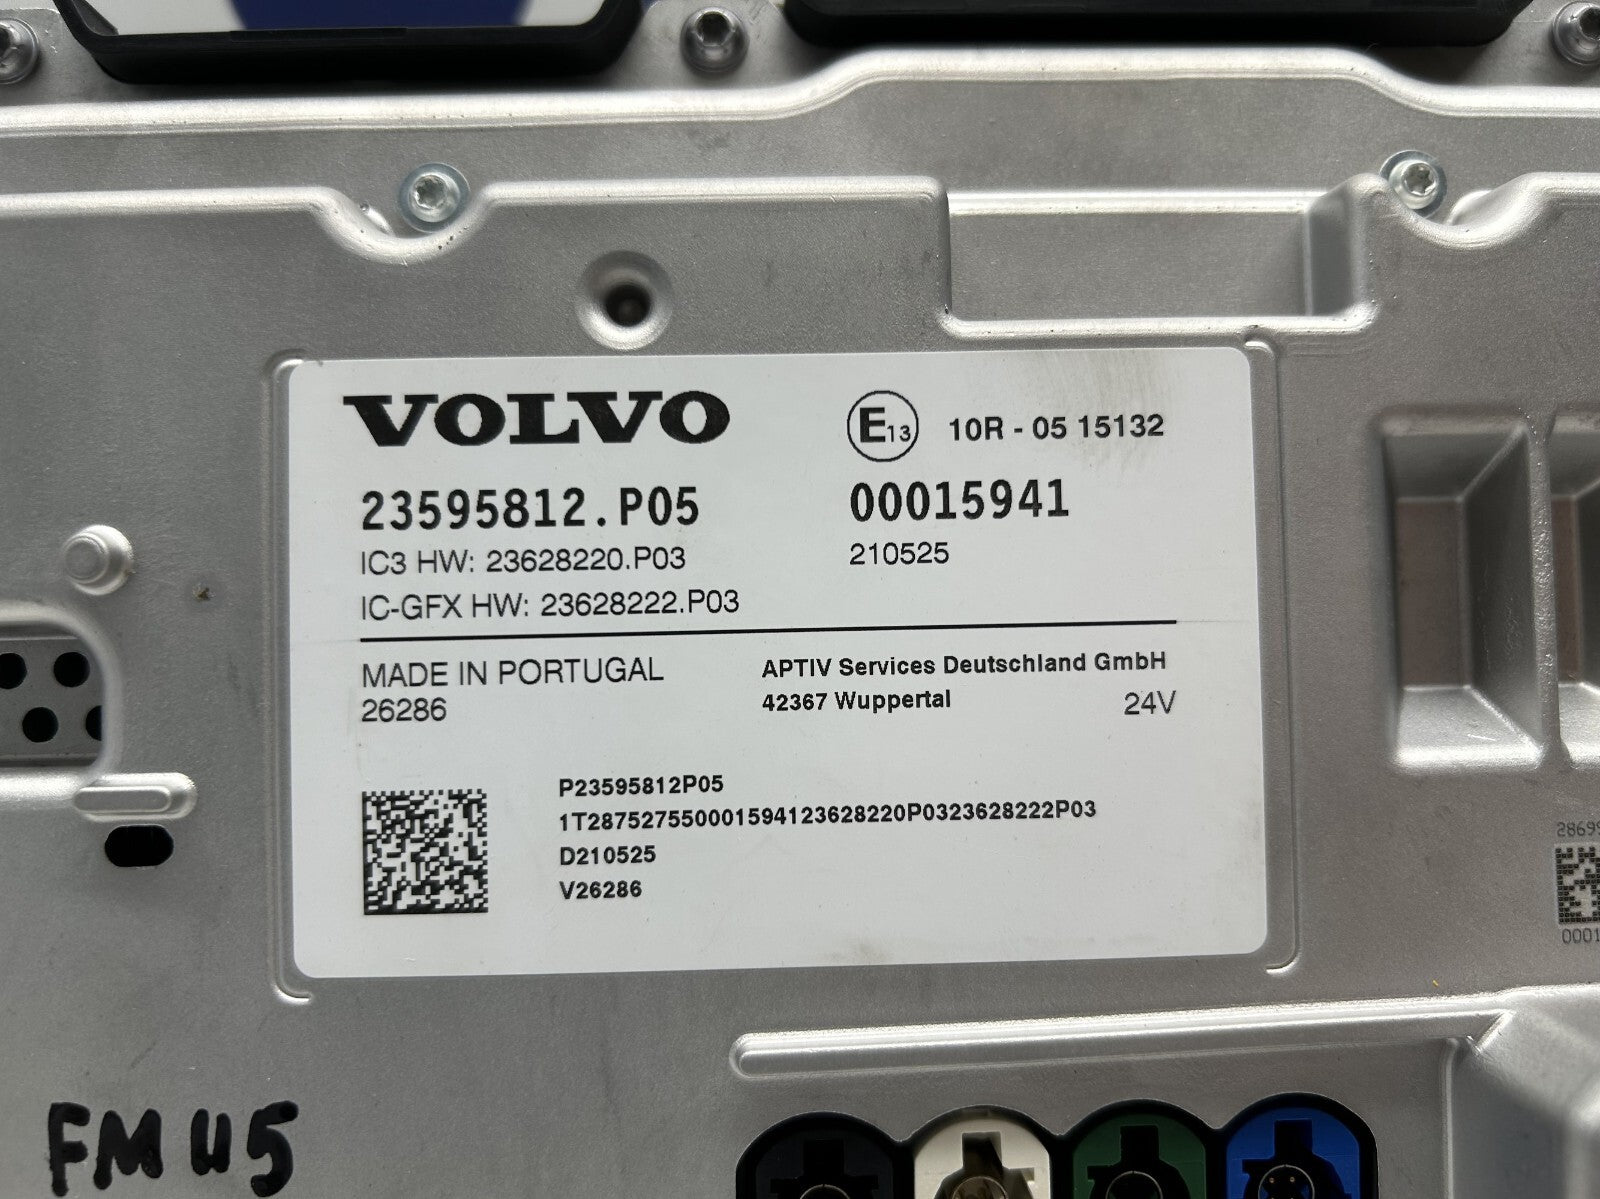 VOLVO
E13 10R - 05 15132
23595812.P05 00015941
IC3 HW: 23628220.P03 210525
IC-GFX HW: 23628222.P03
MADE IN PORTUGAL APTIV Services Deutschland GmbH
26286 42367 Wuppertal 24V
P23595812P05
1T287527550001594123628220P0323628222P03
D210525
V26286
FM